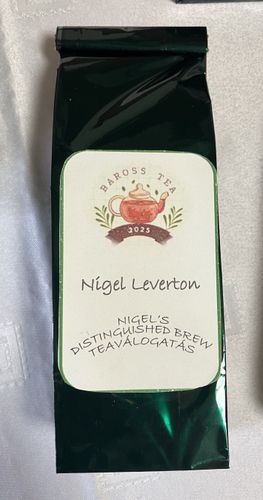 BAROSS TEA
2025
Nigel Leverton
NIGEL'S
DISTINGUISHED BREW
TEAVÁLOGATÁS